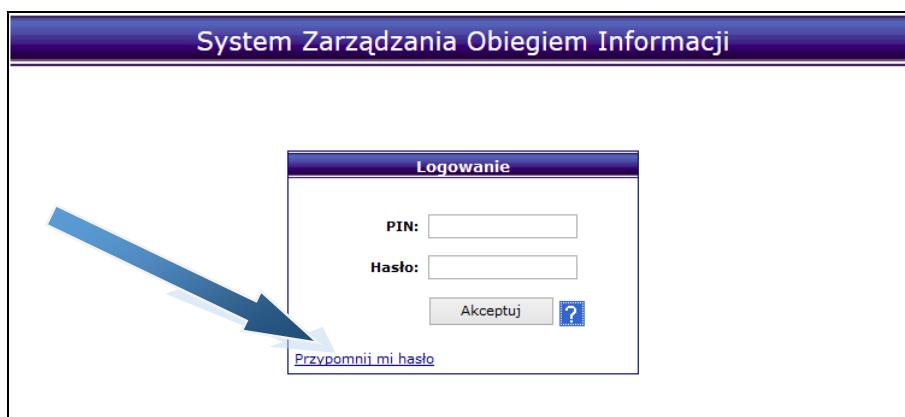 System Zarządzania Obiegiem Informacji
Logowanie
PIN:
Hasło:
Akceptuj ?
Przypomnij mi hasło